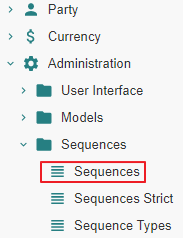 Party
Currency
Administration
User Interface
Models
Sequences
Sequences
Sequences Strict
Sequence Types